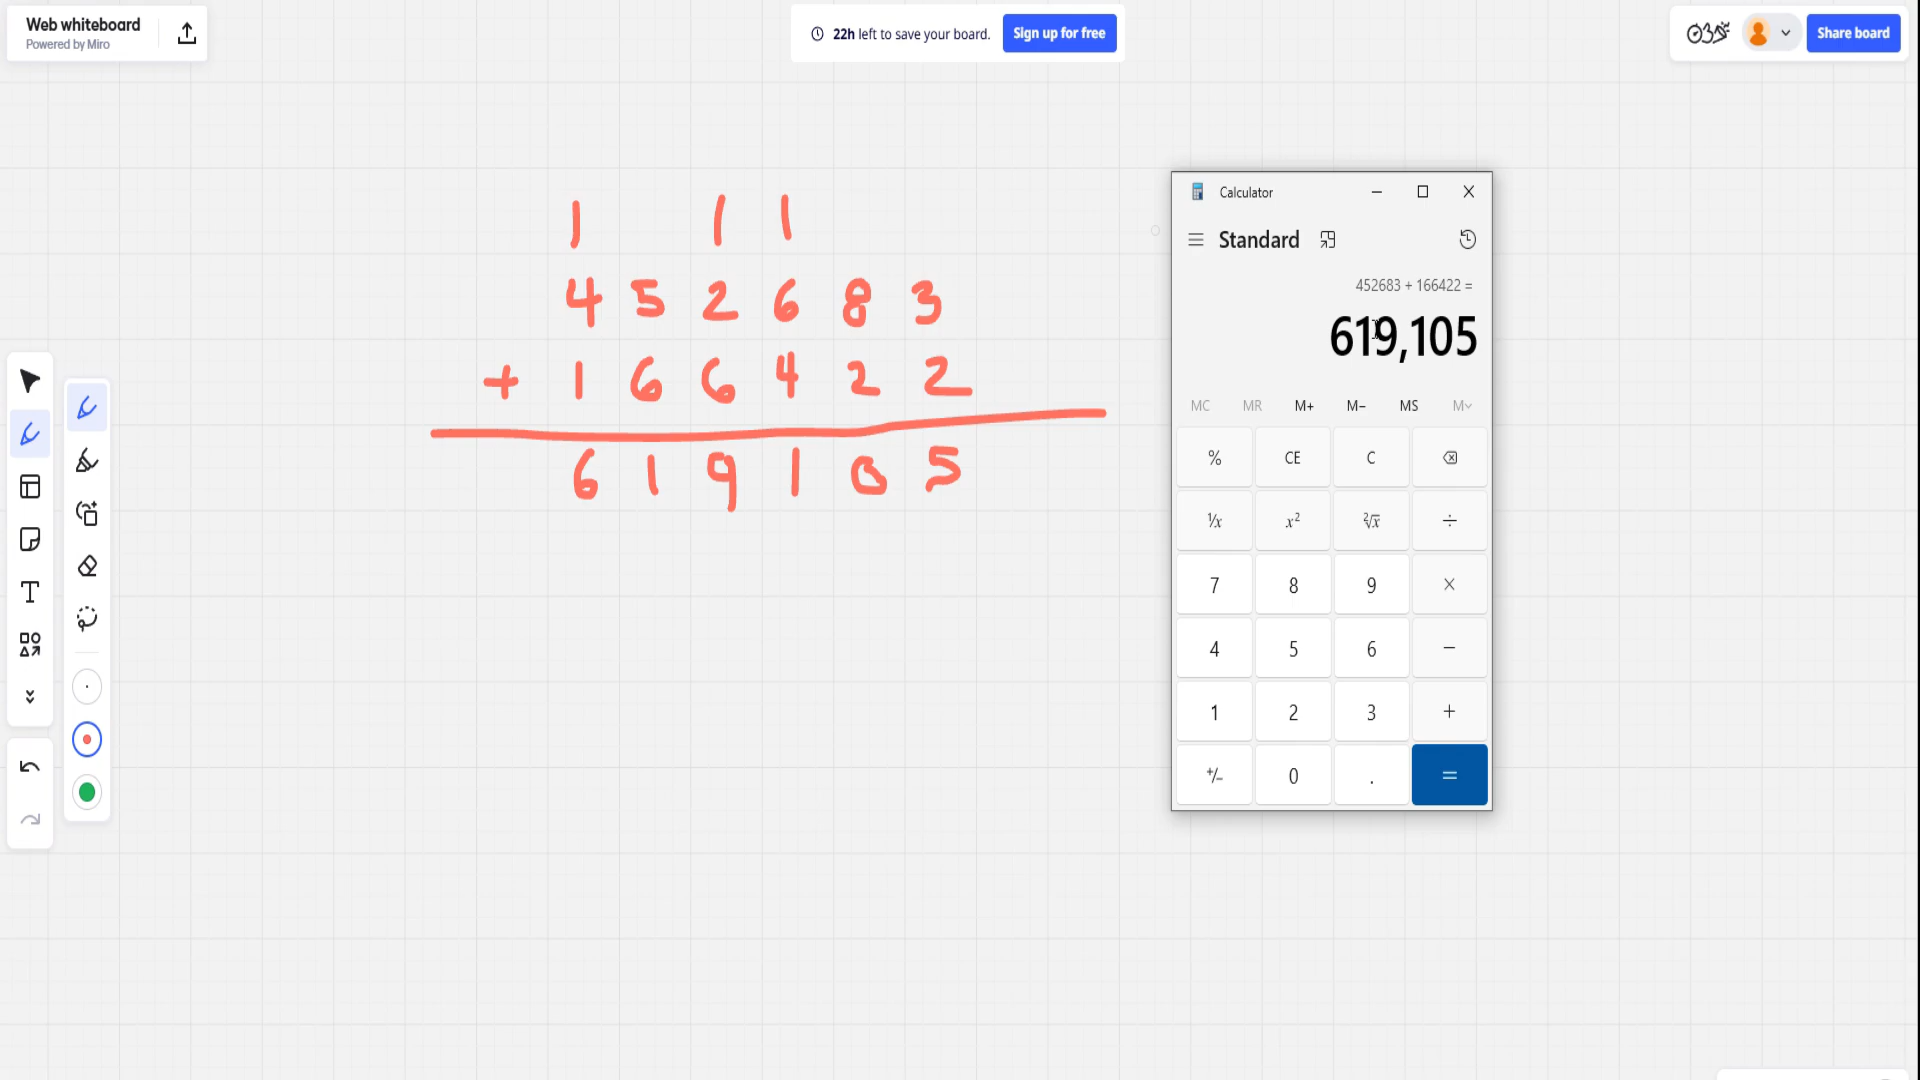 Web whiteboard
Powered by Miro
22h left to save your board.
Sign up for free
Share board
1 1 1
4 5 2 6 8 3
+ 1 6 6 4 2 2
6 1 9 1 0 5
Calculator
Standard
452683 + 166422 =
619,105
MC MR M+ M− MS M˅
% CE C
¹/x x² ²√x ÷
7 8 9 ×
4 5 6 −
1 2 3 +
+/− 0 . =
T